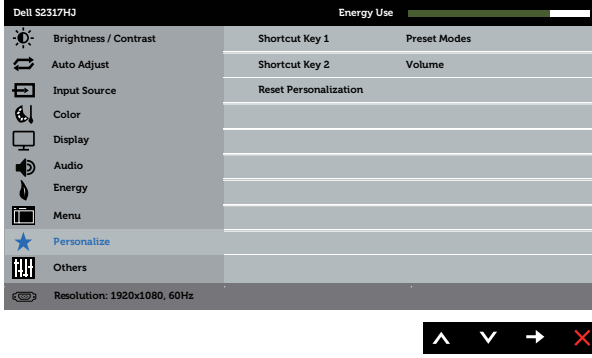 Dell S2317HJ Energy Use
Brightness / Contrast Shortcut Key 1 Preset Modes
Auto Adjust Shortcut Key 2 Volume
Input Source Reset Personalization
Color
Display
Audio
Energy
Menu
Personalize
Others
Resolution: 1920x1080, 60Hz